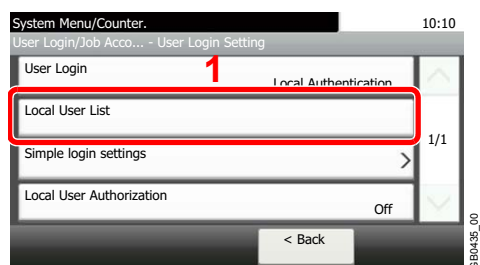 System Menu/Counter.
10:10
User Login/Job Acco... - User Login Setting
User Login
1
Local Authentication
Local User List
1/1
Simple login settings
Local User Authorization
Off
< Back
GB0435_00